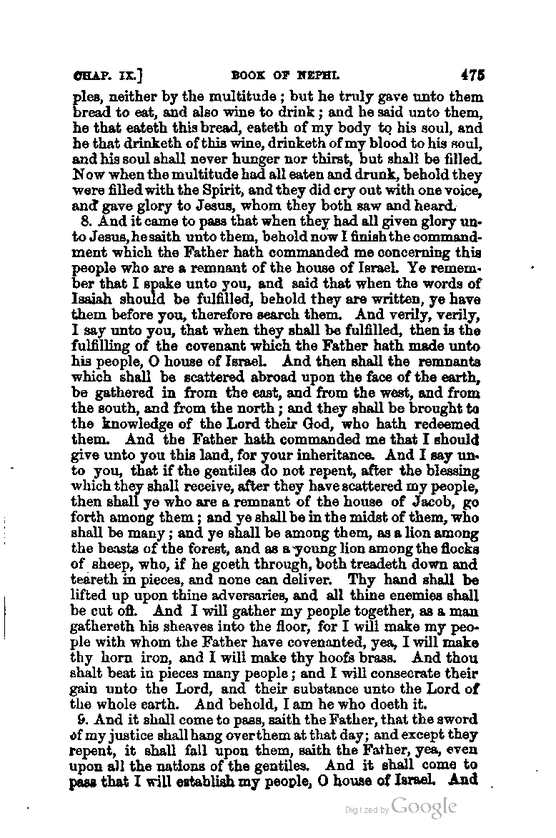 CHAP. IX.] BOOK OF NEPHI. 475
ples, neither by the multitude; but he truly gave unto them
bread to eat, and also wine to drink; and he said unto them,
he that eateth this bread, eateth of my body to his soul, and
he that drinketh of this wine, drinketh of my blood to his soul,
and his soul shall never hunger nor thirst, but shall be filled.
Now when the multitude had all eaten and drunk, behold they
were filled with the Spirit, and they did cry out with one voice,
and gave glory to Jesus, whom they both saw and heard.
8. And it came to pass that when they had all given glory un-
to Jesus, he saith unto them, behold now I finish the command-
ment which the Father hath commanded me concerning this
people who are a remnant of the house of Israel. Ye remem-
ber that I spake unto you, and said that when the words of
Isaiah should be fulfilled, behold they are written, ye have
them before you, therefore search them. And verily, verily,
I say unto you, that when they shall be fulfilled, then is the
fulfilling of the covenant which the Father hath made unto
his people, O house of Israel. And then shall the remnants
which shall be scattered abroad upon the face of the earth,
be gathered in from the east, and from the west, and from
the south, and from the north; and they shall be brought to
the knowledge of the Lord their God, who hath redeemed
them. And the Father hath commanded me that I should
give unto you this land, for your inheritance. And I say un-
to you, that if the gentiles do not repent, after the blessing
which they shall receive, after they have scattered my people,
then shall ye who are a remnant of the house of Jacob, go
forth among them; and ye shall be in the midst of them, who
shall be many; and ye shall be among them, as a lion among
the beasts of the forest, and as a young lion among the flocks
of sheep, who, if he goeth through, both treadeth down and
teareth in pieces, and none can deliver. Thy hand shall be
lifted up upon thine adversaries, and all thine enemies shall
be cut off. And I will gather my people together, as a man
gathereth his sheaves into the floor, for I will make my peo-
ple with whom the Father have covenanted, yea, I will make
thy horn iron, and I will make thy hoofs brass. And thou
shalt beat in pieces many people; and I will consecrate their
gain unto the Lord, and their substance unto the Lord of
the whole earth. And behold, I am he who doeth it.
9. And it shall come to pass, saith the Father, that the sword
of my justice shall hang over them at that day; and except they
repent, it shall fall upon them, saith the Father, yea, even
upon all the nations of the gentiles. And it shall come to
pass that I will establish my people, O house of Israel. And
Digitized by Google